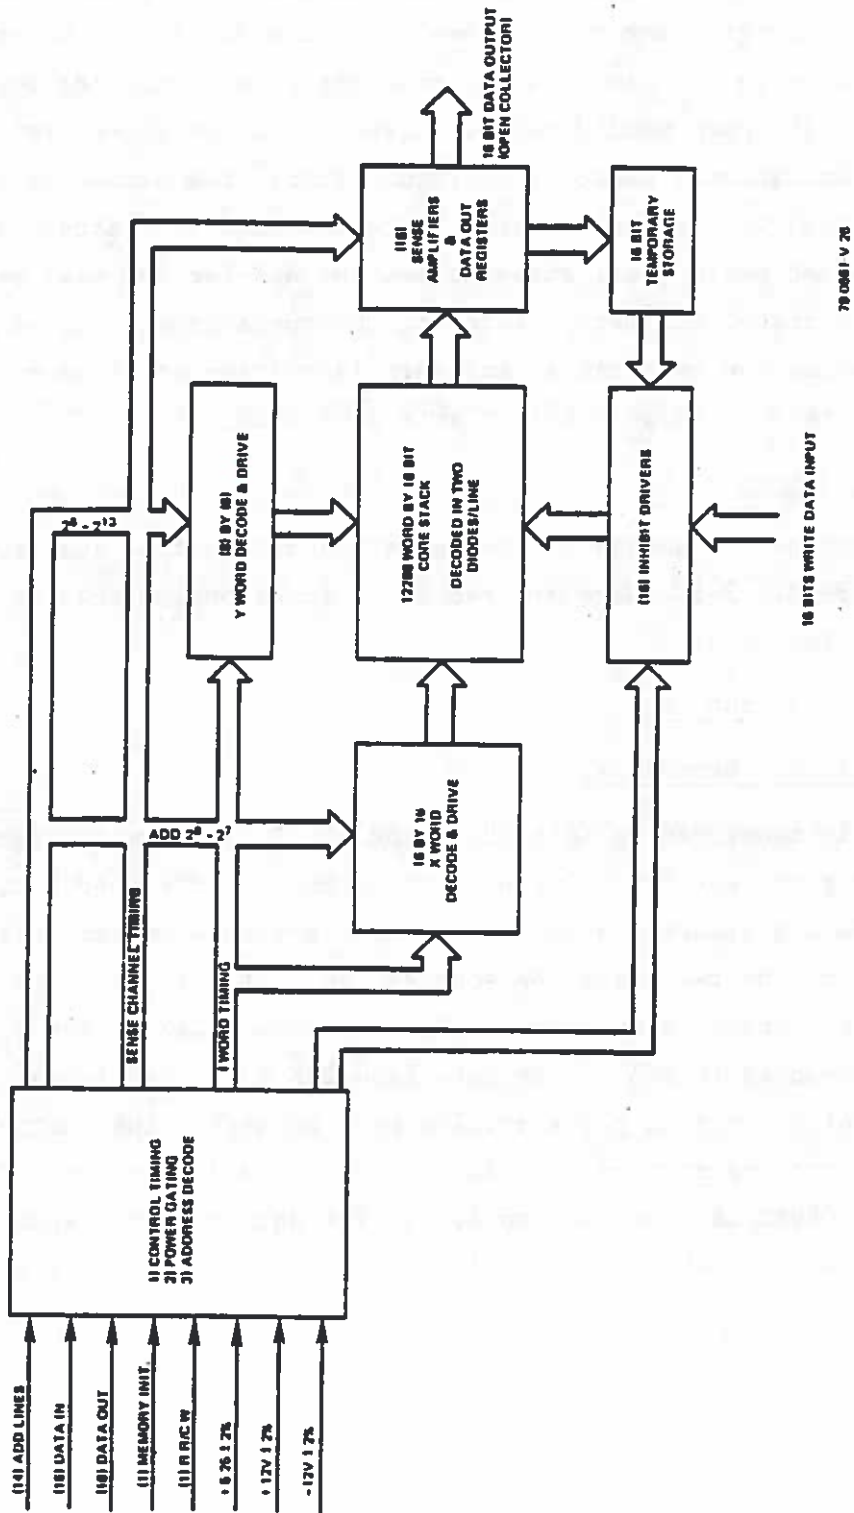 (14) ADD LINES
(16) DATA IN
(16) DATA OUT
(1) MEMORY INIT.
(1) R R/C W
+ 5 25 ± 2%
+ 12V ± 2%
-12V ± 2%
1) CONTROL TIMING
2) POWER GATING
3) ADDRESS DECODE
SENSE CHANNEL TIMING
I WORD TIMING
ADD 2⁰ - 2⁷
2⁸ - 2¹³
16 BY 16
X WORD
DECODE & DRIVE
(8) BY (6)
Y WORD DECODE & DRIVE
12288 WORD BY 16 BIT
CORE STACK
DECODED IN TWO
DIODES/LINE
(16) INHIBIT DRIVERS
16 BITS WRITE DATA INPUT
(16)
SENSE
AMPLIFIERS
&
DATA OUT
REGISTERS
16 BIT
TEMPORARY
STORAGE
16 BIT DATA OUTPUT
(OPEN COLLECTOR)
V 26